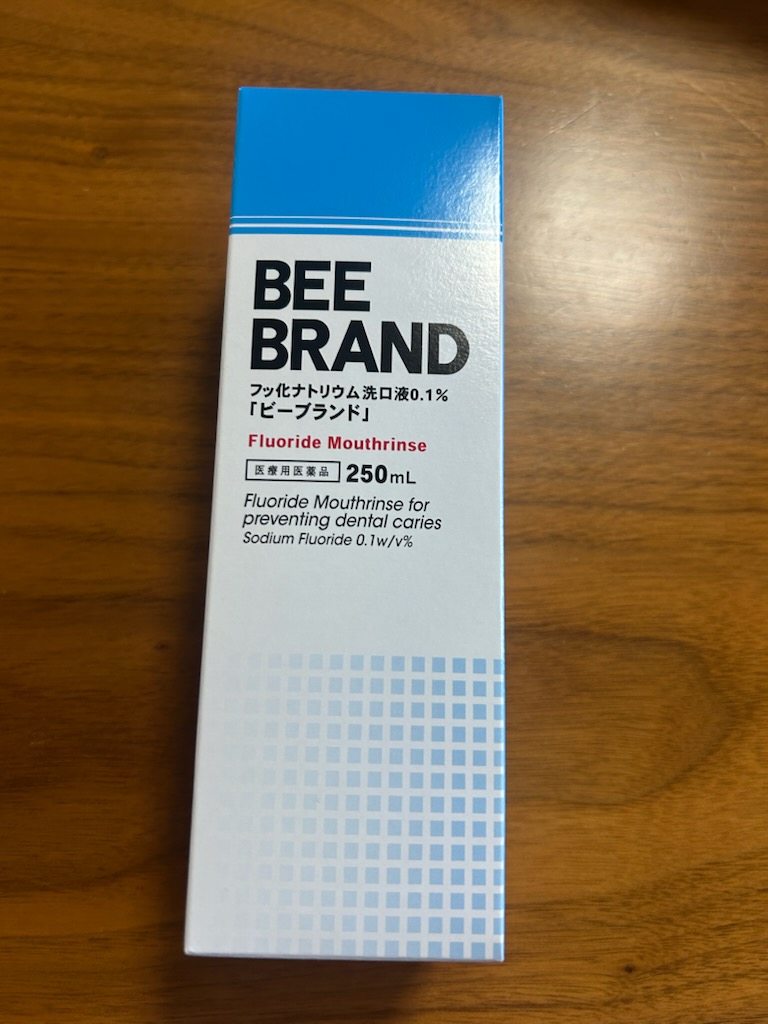 BEE
BRAND
フッ化ナトリウム洗口液0.1%
「ビーブランド」
Fluoride Mouthrinse
医療用医薬品 250mL
Fluoride Mouthrinse for
preventing dental caries
Sodium Fluoride 0.1w/v%